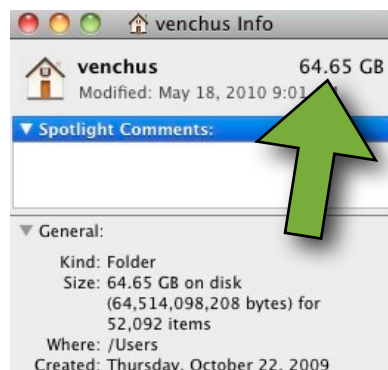 venchus Info
venchus 64.65 GB
Modified: May 18, 2010 9:01
Spotlight Comments:
General:
Kind: Folder
Size: 64.65 GB on disk
(64,514,098,208 bytes) for
52,092 items
Where: /Users
Created: Thursday, October 22, 2009